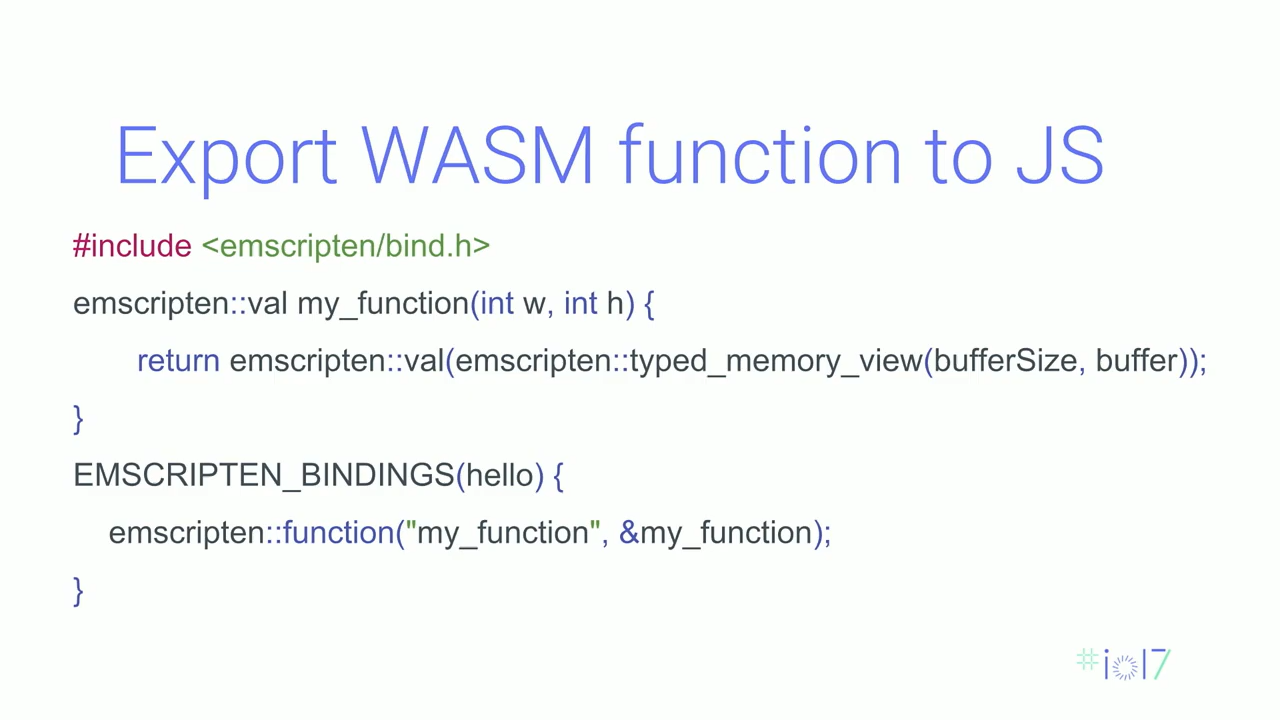 Export WASM function to JS
#include <emscripten/bind.h>
emscripten::val my_function(int w, int h) {
return emscripten::val(emscripten::typed_memory_view(bufferSize, buffer));
}
EMSCRIPTEN_BINDINGS(hello) {
emscripten::function("my_function", &my_function);
}
#io17